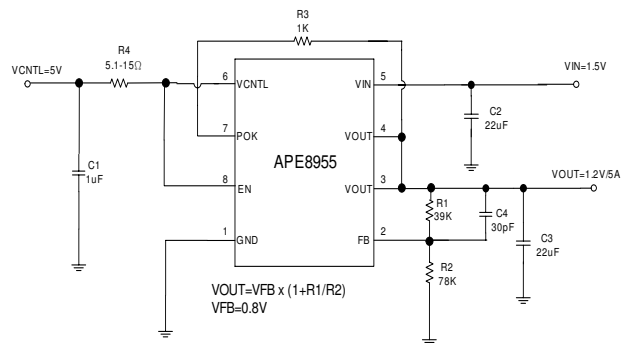 R3
1K
R4
5.1-15Ω
VCNTL=5V
VIN=1.5V
6
VCNTL
VIN
5
C2
22uF
7
POK
VOUT
4
APE8955
C1
1uF
8
EN
VOUT
3
VOUT=1.2V/5A
R1
39K
C4
30pF
1
GND
FB
2
C3
22uF
R2
78K
VOUT=VFB x (1+R1/R2)
VFB=0.8V